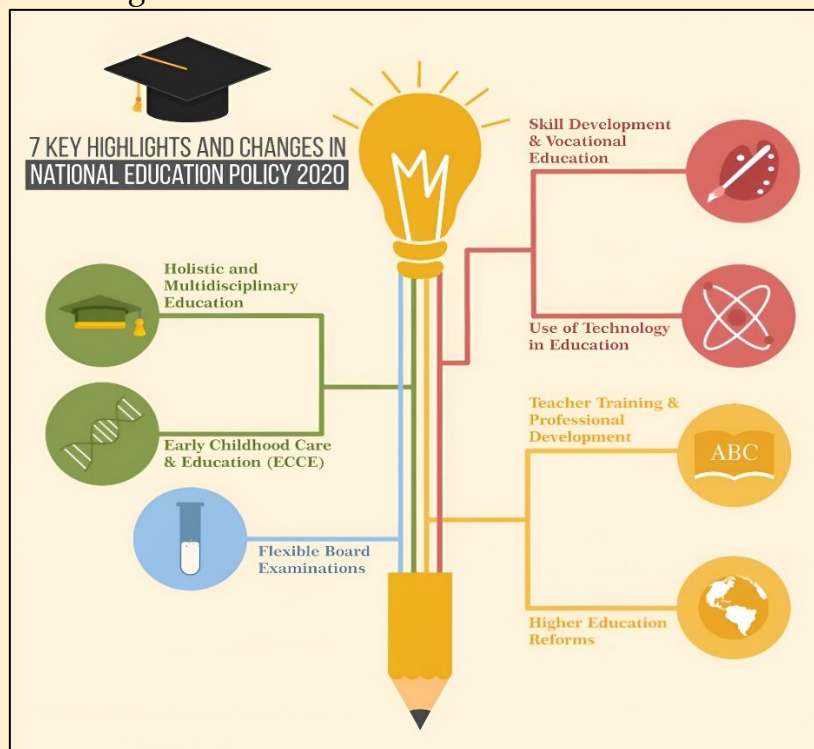 7 KEY HIGHLIGHTS AND CHANGES IN
NATIONAL EDUCATION POLICY 2020
Holistic and
Multidisciplinary
Education
Early Childhood Care
& Education (ECCE)
Flexible Board
Examinations
Skill Development
& Vocational
Education
Use of Technology
in Education
Teacher Training &
Professional
Development
ABC
Higher Education
Reforms